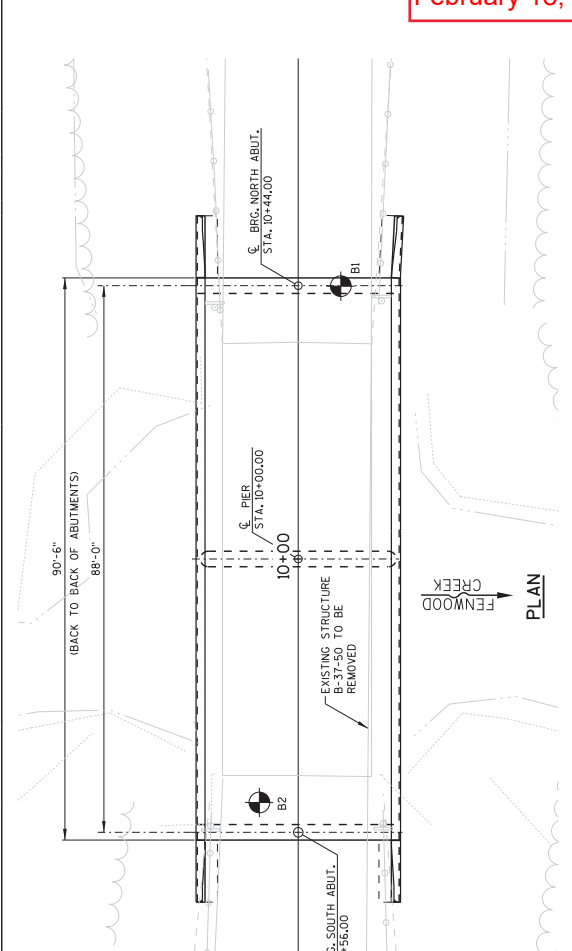 February
℄ BRG. NORTH ABUT.
STA. 10+44.00
B1
90'-6"
(BACK TO BACK OF ABUTMENTS)
88'-0"
℄ PIER
STA. 10+00.00
10+00
EXISTING STRUCTURE
B-37-50 TO BE
REMOVED
FENWOOD
CREEK
PLAN
B2
G. SOUTH ABUT.
+56.00